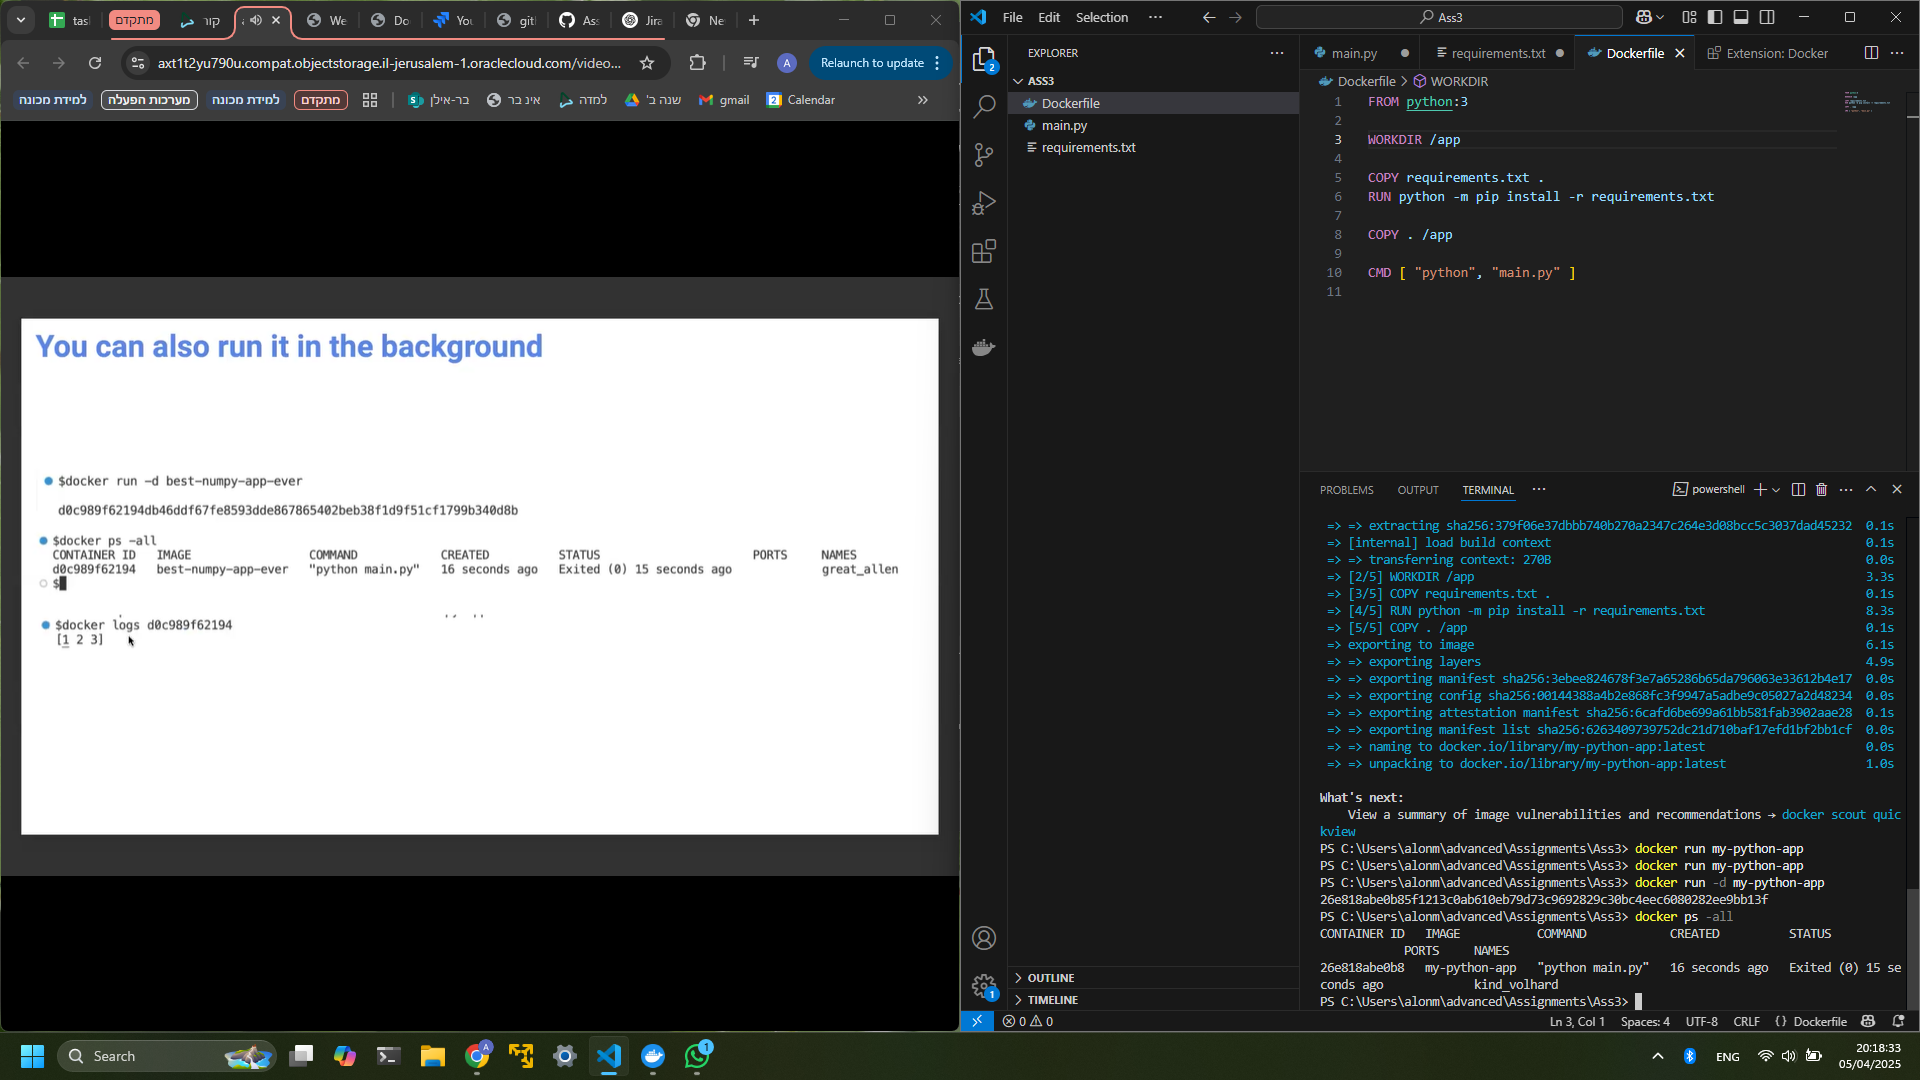 task
מתקדם
קור
We
Do
You
git
Ass
Jira
Ne
axt1t2yu790u.compat.objectstorage.il-jerusalem-1.oraclecloud.com/video...
A
Relaunch to update
למידת מכונה
מערכות הפעלה
למידת מכונה
מתקדם
בר-אילן
אינ בר
למדה
שנה ב'
gmail
Calendar
You can also run it in the background
$docker run -d best-numpy-app-ever
d0c989f62194db46ddf67fe8593dde867865402beb38f1d9f51cf1799b340d8b
$docker ps -all
CONTAINER ID IMAGE COMMAND CREATED STATUS PORTS NAMES
d0c989f62194 best-numpy-app-ever "python main.py" 16 seconds ago Exited (0) 15 seconds ago great_allen
$
$docker logs d0c989f62194
[1 2 3]
File Edit Selection ···
Ass3
EXPLORER
ASS3
Dockerfile
main.py
requirements.txt
OUTLINE
TIMELINE
main.py
requirements.txt
Dockerfile
Extension: Docker
Dockerfile > WORKDIR
1 FROM python:3
2
3 WORKDIR /app
4
5 COPY requirements.txt .
6 RUN python -m pip install -r requirements.txt
7
8 COPY . /app
9
10 CMD [ "python", "main.py" ]
11
PROBLEMS OUTPUT TERMINAL ···
powershell
=> => extracting sha256:379f06e37dbbb740b270a2347c264e3d08bcc5c3037dad45232 0.1s
=> [internal] load build context 0.1s
=> => transferring context: 270B 0.0s
=> [2/5] WORKDIR /app 3.3s
=> [3/5] COPY requirements.txt . 0.1s
=> [4/5] RUN python -m pip install -r requirements.txt 8.3s
=> [5/5] COPY . /app 0.1s
=> exporting to image 6.1s
=> => exporting layers 4.9s
=> => exporting manifest sha256:3ebee824678f3e7a65286b65da796063e33612b4e17 0.0s
=> => exporting config sha256:00144388a4b2e868fc3f9947a5adbe9c05027a2d48234 0.0s
=> => exporting attestation manifest sha256:6cafd6be699a61bb581fab3902aae28 0.1s
=> => exporting manifest list sha256:6263409739752dc21d710baf17efd1bf2bb1cf 0.0s
=> => naming to docker.io/library/my-python-app:latest 0.0s
=> => unpacking to docker.io/library/my-python-app:latest 1.0s
What's next:
View a summary of image vulnerabilities and recommendations → docker scout quic
kview
PS C:\Users\alonm\advanced\Assignments\Ass3> docker run my-python-app
PS C:\Users\alonm\advanced\Assignments\Ass3> docker run my-python-app
PS C:\Users\alonm\advanced\Assignments\Ass3> docker run -d my-python-app
26e818abe0b85f1213c0ab610eb79d73c9692829c30bc4eec6080282ee9bb13f
PS C:\Users\alonm\advanced\Assignments\Ass3> docker ps -all
CONTAINER ID IMAGE COMMAND CREATED STATUS
PORTS NAMES
26e818abe0b8 my-python-app "python main.py" 16 seconds ago Exited (0) 15 se
conds ago kind_volhard
PS C:\Users\alonm\advanced\Assignments\Ass3>
0 0
Ln 3, Col 1 Spaces: 4 UTF-8 CRLF {} Dockerfile
Search
ENG
20:18:33
05/04/2025